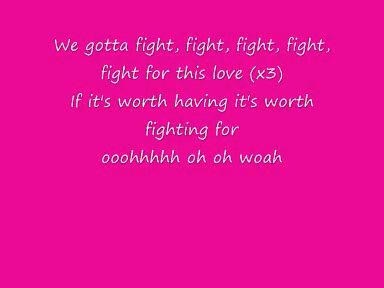 We gotta fight, fight, fight, fight,
fight for this love (x3)
If it's worth having it's worth
fighting for
ooohhhhh oh oh woah